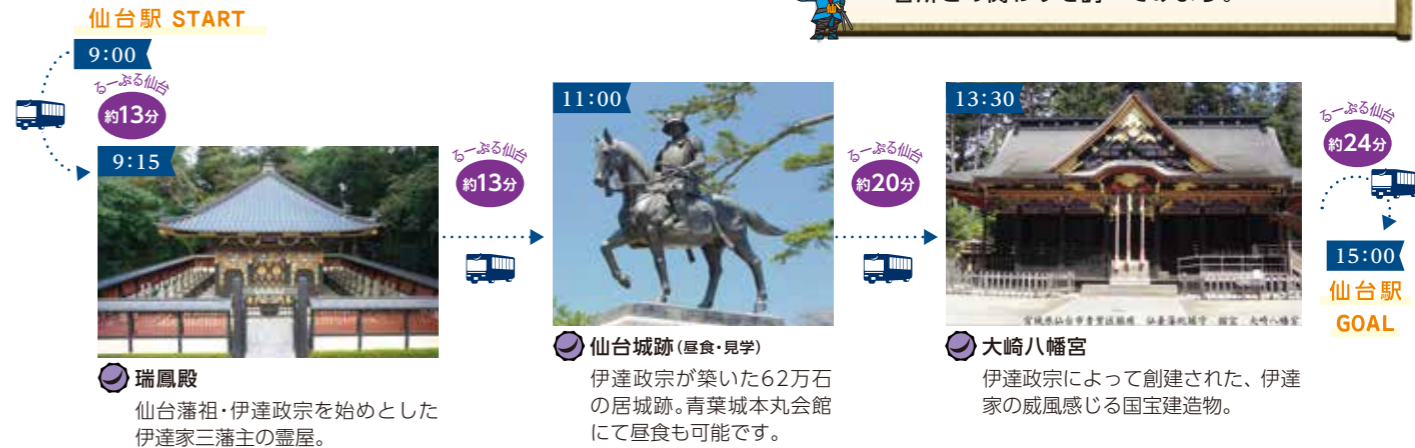 仙台駅 START
9:00
るーぷる仙台
約13分
9:15
瑞鳳殿
仙台藩祖・伊達政宗を始めとした
伊達家三藩主の霊屋。
るーぷる仙台
約13分
11:00
仙台城跡(昼食・見学)
伊達政宗が築いた62万石
の居城跡。青葉城本丸会館
にて昼食も可能です。
るーぷる仙台
約20分
13:30
大崎八幡宮
伊達政宗によって創建された、伊達
家の威風感じる国宝建造物。
るーぷる仙台
約24分
15:00
仙台駅
GOAL